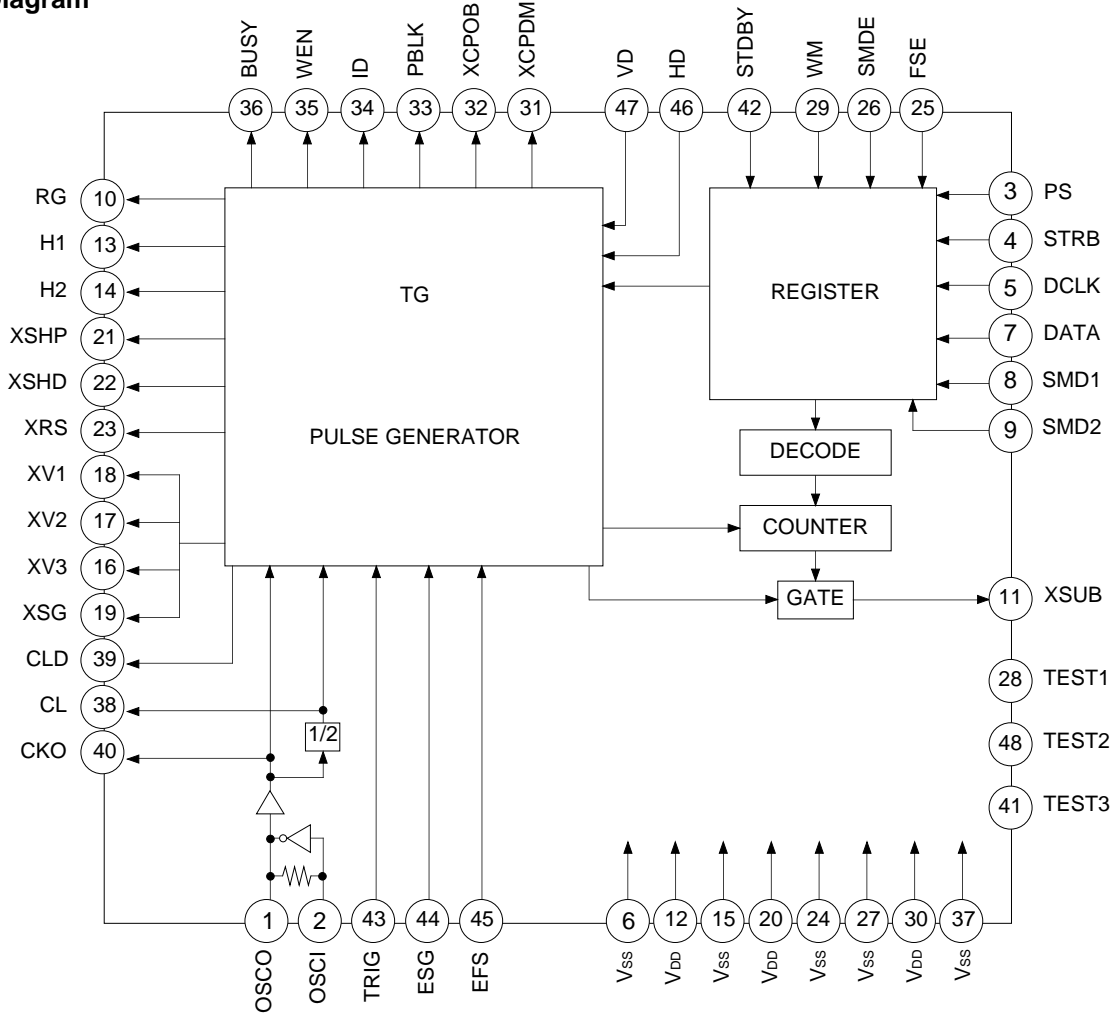 Diagram
BUSY
WEN
ID
PBLK
XCPOB
XCPDM
VD
HD
STDBY
WM
SMDE
FSE
36
35
34
33
32
31
47
46
42
29
26
25
RG 10
H1 13
H2 14
XSHP 21
XSHD 22
XRS 23
XV1 18
XV2 17
XV3 16
XSG 19
CLD 39
CL 38
CKO 40
TG
PULSE GENERATOR
REGISTER
DECODE
COUNTER
GATE
1/2
3 PS
4 STRB
5 DCLK
7 DATA
8 SMD1
9 SMD2
11 XSUB
28 TEST1
48 TEST2
41 TEST3
1
2
43
44
45
6
12
15
20
24
27
30
37
OSCO
OSCI
TRIG
ESG
EFS
VSS
VDD
VSS
VDD
VSS
VSS
VDD
VSS